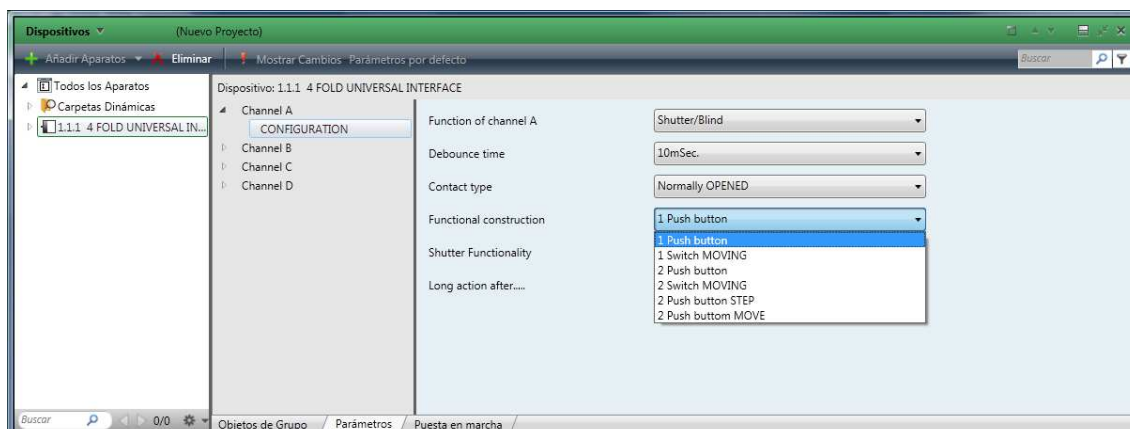 Dispositivos (Nuevo Proyecto)
Añadir Aparatos Eliminar Mostrar Cambios Parámetros por defecto Buscar
Todos los Aparatos
Carpetas Dinámicas
1.1.1 4 FOLD UNIVERSAL IN...
Dispositivo: 1.1.1 4 FOLD UNIVERSAL INTERFACE
Channel A
CONFIGURATION
Channel B
Channel C
Channel D
Function of channel A Shutter/Blind
Debounce time 10mSec.
Contact type Normally OPENED
Functional construction 1 Push button
1 Push button
1 Switch MOVING
2 Push button
2 Switch MOVING
2 Push button STEP
2 Push buttom MOVE
Shutter Functionality
Long action after.....
Buscar 0/0
Objetos de Grupo Parámetros Puesta en marcha